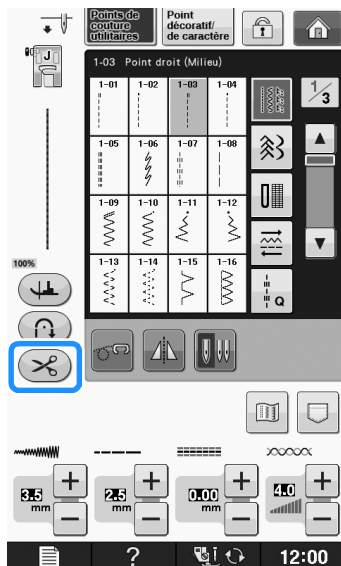 Points de
couture
utilitaires
Point
décoratif/
de caractère
J
1-03 Point droit (Milieu)
1/3
1-01 1-02 1-03 1-04
1-05 1-06 1-07 1-08
1-09 1-10 1-11 1-12
1-13 1-14 1-15 1-16
100%
Q
3.5 mm
2.5 mm
0.00 mm
4.0
? 12:00